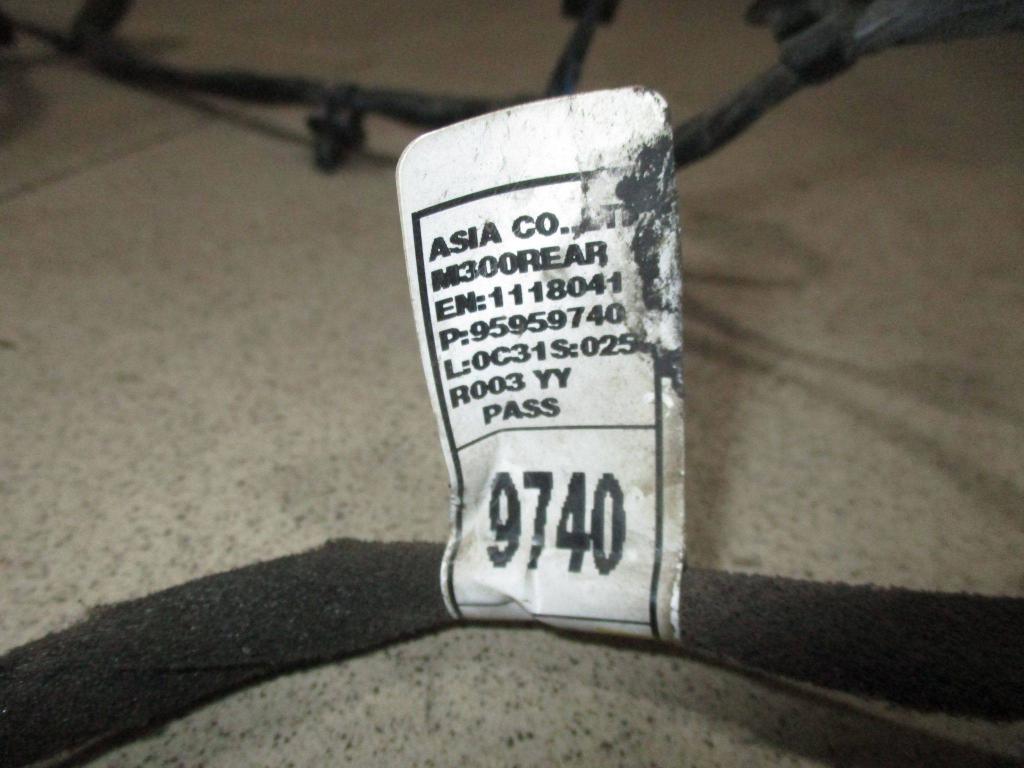 ASIA CO.,
M300REAR
EN:1118041
P:95959740
L:0C31S:025
R003 YY
PASS
9740